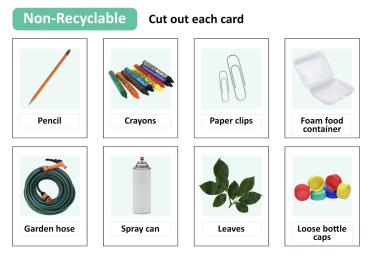 Non-Recyclable Cut out each card
Pencil
Crayons
Paper clips
Foam food
container
Garden hose
Spray can
Leaves
Loose bottle
caps